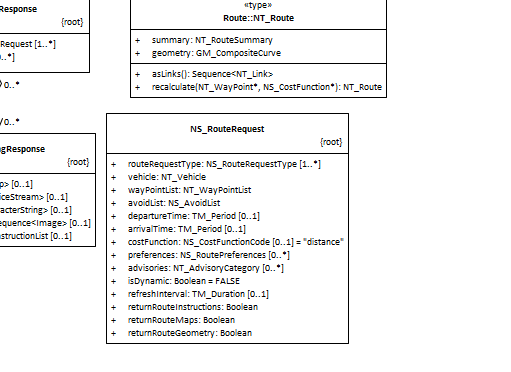 Response
{root}
Request [1..*]
..*]
0..*
0..*
ngResponse
{root}
p> [0..1]
iceStream> [0..1]
racterString> [0..1]
equence<Image> [0..1]
structionList [0..1]
«type»
Route::NT_Route
+ summary: NT_RouteSummary
+ geometry: GM_CompositeCurve
+ asLinks(): Sequence<NT_Link>
+ recalculate(NT_WayPoint*, NS_CostFunction*): NT_Route
NS_RouteRequest
{root}
+ routeRequestType: NS_RouteRequestType [1..*]
+ vehicle: NT_Vehicle
+ wayPointList: NT_WayPointList
+ avoidList: NS_AvoidList
+ departureTime: TM_Period [0..1]
+ arrivalTime: TM_Period [0..1]
+ costFunction: NS_CostFunctionCode [0..1] = "distance"
+ preferences: NS_RoutePreferences [0..*]
+ advisories: NT_AdvisoryCategory [0..*]
+ isDynamic: Boolean = FALSE
+ refreshInterval: TM_Duration [0..1]
+ returnRouteInstructions: Boolean
+ returnRouteMaps: Boolean
+ returnRouteGeometry: Boolean